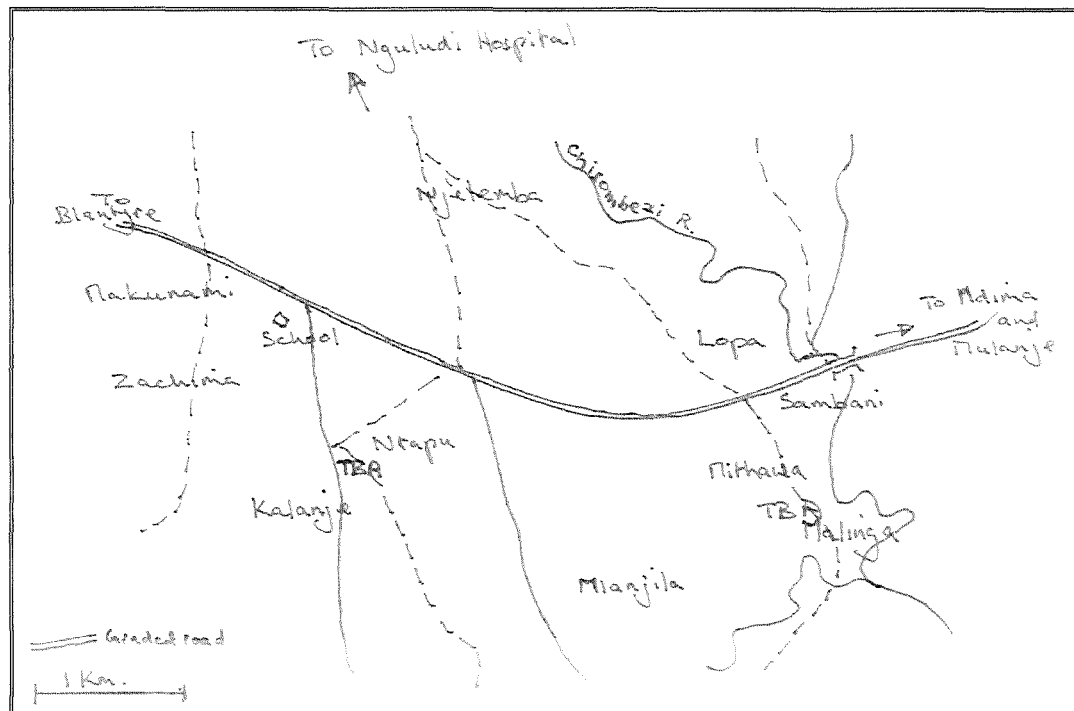 To Nguludi Hospital
Chisombezi R.
Njetemba
To
Blantyre
Makunami
School
Zachima
Lopa
To Mdima
and
Mulanje
Sambani
Ntapu
TBA
Kalanje
Mithawa
TBA
Malinga
Mlanjila
Graded road
1 Km.